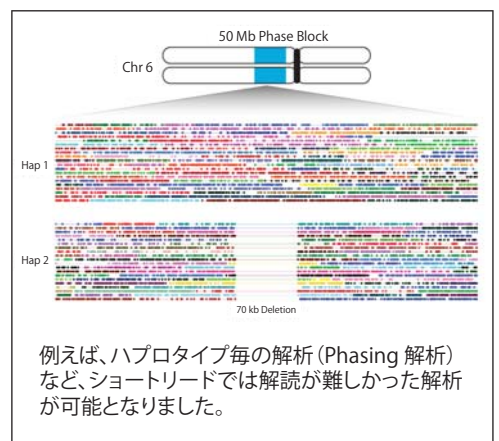 50 Mb Phase Block
Chr 6
Hap 1
Hap 2
70 kb Deletion
例えば、ハプロタイプ毎の解析（Phasing 解析）
など、ショートリードでは解読が難しかった解析
が可能となりました。